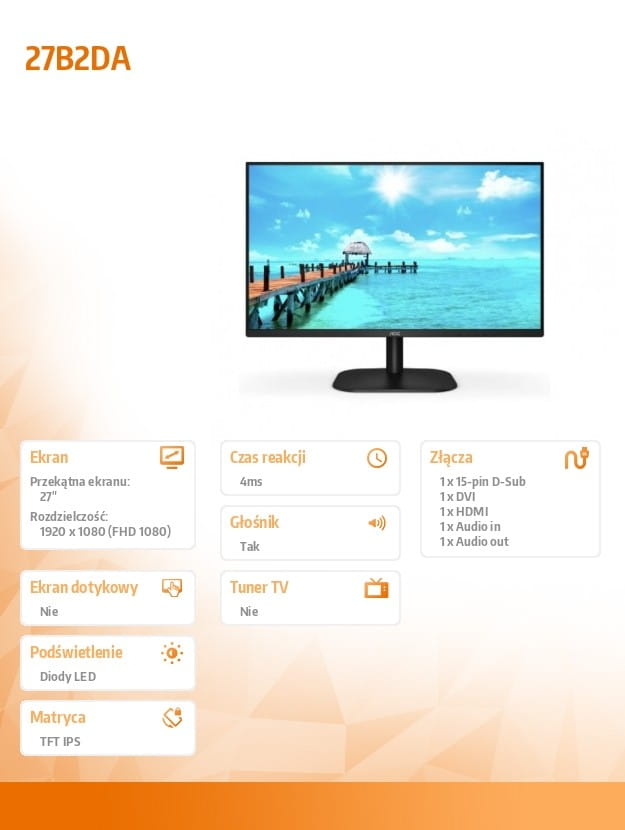 27B2DA
AOC
Ekran
Przekątna ekranu:
27"
Rozdzielczość:
1920 x 1080 (FHD 1080)
Czas reakcji
4ms
Głośnik
Tak
Złącza
1 x 15-pin D-Sub
1 x DVI
1 x HDMI
1 x Audio in
1 x Audio out
Ekran dotykowy
Nie
Tuner TV
Nie
Podświetlenie
Diody LED
Matryca
TFT IPS